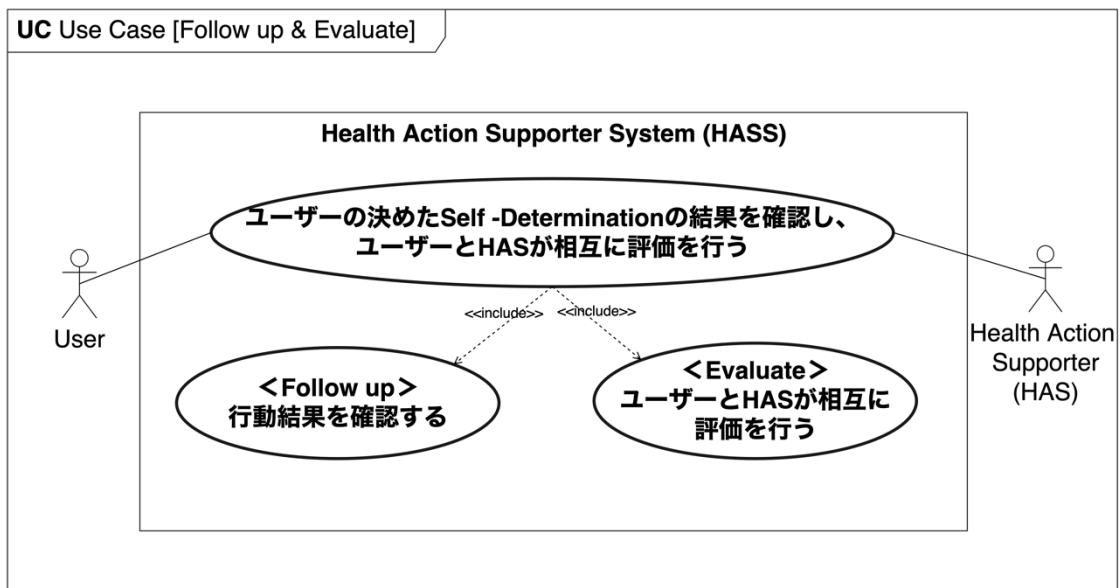 UC Use Case [Follow up & Evaluate]
Health Action Supporter System (HASS)
ユーザーの決めたSelf -Determinationの結果を確認し、
ユーザーとHASが相互に評価を行う
<<include>> <<include>>
User
Health Action
Supporter
(HAS)
＜Follow up＞
行動結果を確認する
＜Evaluate＞
ユーザーとHASが相互に
評価を行う